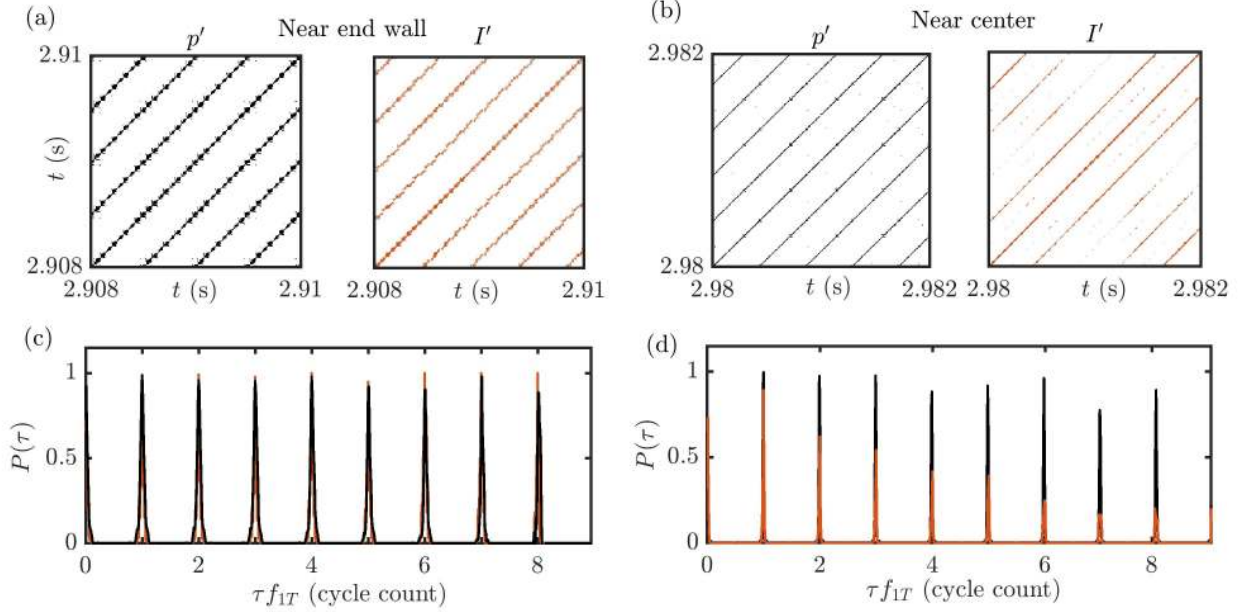 (a)
Near end wall
p′
I′
2.91
t (s)
2.908
2.908
t (s)
2.91
2.908
t (s)
2.91
(b)
Near center
p′
I′
2.982
2.98
2.98
t (s)
2.982
2.98
t (s)
2.982
(c)
1
0.5
0
P(τ)
0 2 4 6 8
τf1T (cycle count)
(d)
1
0.5
0
P(τ)
0 2 4 6 8
τf1T (cycle count)